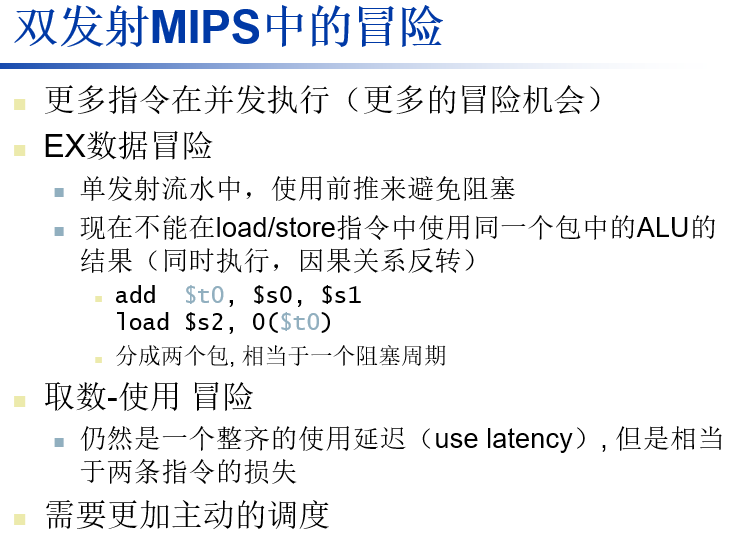 双发射MIPS中的冒险
更多指令在并发执行（更多的冒险机会）
EX数据冒险
单发射流水中，使用前推来避免阻塞
现在不能在load/store指令中使用同一个包中的ALU的
结果（同时执行，因果关系反转）
add $t0, $s0, $s1
load $s2, 0($t0)
分成两个包, 相当于一个阻塞周期
取数-使用 冒险
仍然是一个整齐的使用延迟（use latency）, 但是相当
于两条指令的损失
需要更加主动的调度